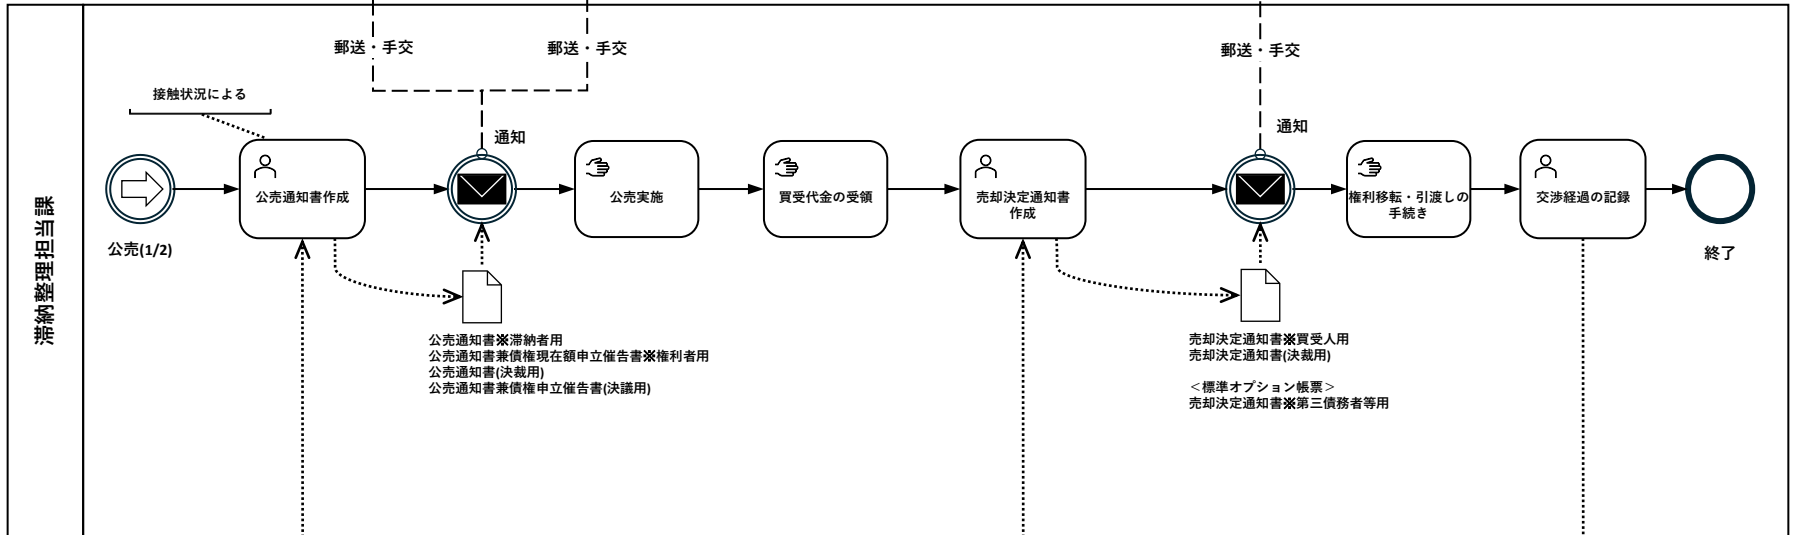 滞納整理担当課
郵送・手交
郵送・手交
郵送・手交
接触状況による
通知
通知
公売(1/2)
公売通知書作成
公売実施
買受代金の受領
売却決定通知書
作成
権利移転・引渡しの
手続き
交渉経過の記録
終了
公売通知書※滞納者用
公売通知書兼債権現在額申立催告書※権利者用
公売通知書(決裁用)
公売通知書兼債権申立催告書(決議用)
売却決定通知書※買受人用
売却決定通知書(決裁用)
＜標準オプション帳票＞
売却決定通知書※第三債務者等用